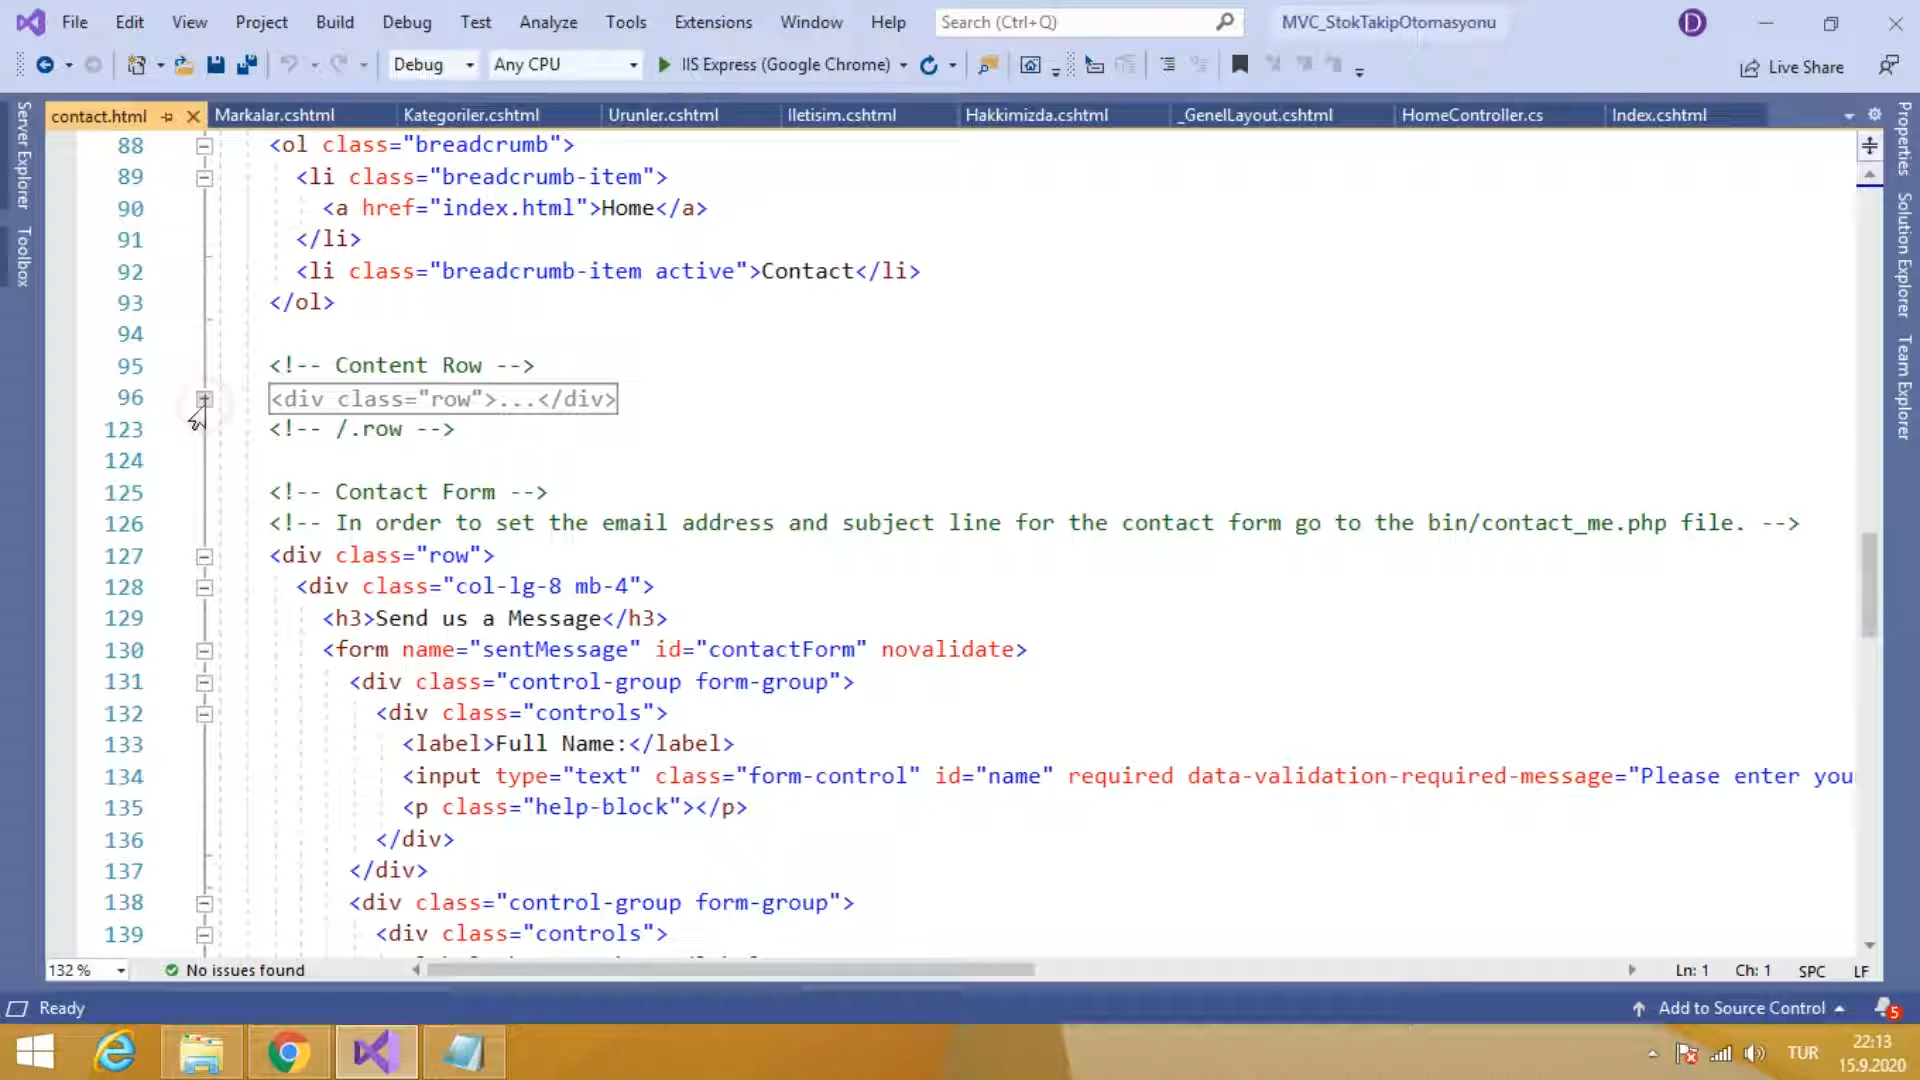 File Edit View Project Build Debug Test Analyze Tools Extensions Window Help Search (Ctrl+Q) MVC_StokTakipOtomasyonu D
Debug Any CPU IIS Express (Google Chrome) Live Share
contact.html Markalar.cshtml Kategoriler.cshtml Urunler.cshtml Iletisim.cshtml Hakkimizda.cshtml _GenelLayout.cshtml HomeController.cs Index.cshtml
Server Explorer
Toolbox
Properties
Solution Explorer
Team Explorer
88 <ol class="breadcrumb">
89 <li class="breadcrumb-item">
90 <a href="index.html">Home</a>
91 </li>
92 <li class="breadcrumb-item active">Contact</li>
93 </ol>
94
95 <!-- Content Row -->
96 <div class="row">...</div>
123 <!-- /.row -->
124
125 <!-- Contact Form -->
126 <!-- In order to set the email address and subject line for the contact form go to the bin/contact_me.php file. -->
127 <div class="row">
128 <div class="col-lg-8 mb-4">
129 <h3>Send us a Message</h3>
130 <form name="sentMessage" id="contactForm" novalidate>
131 <div class="control-group form-group">
132 <div class="controls">
133 <label>Full Name:</label>
134 <input type="text" class="form-control" id="name" required data-validation-required-message="Please enter you
135 <p class="help-block"></p>
136 </div>
137 </div>
138 <div class="control-group form-group">
139 <div class="controls">
132 % No issues found Ln: 1 Ch: 1 SPC LF
Ready Add to Source Control 5
TUR 22:13
15.9.2020